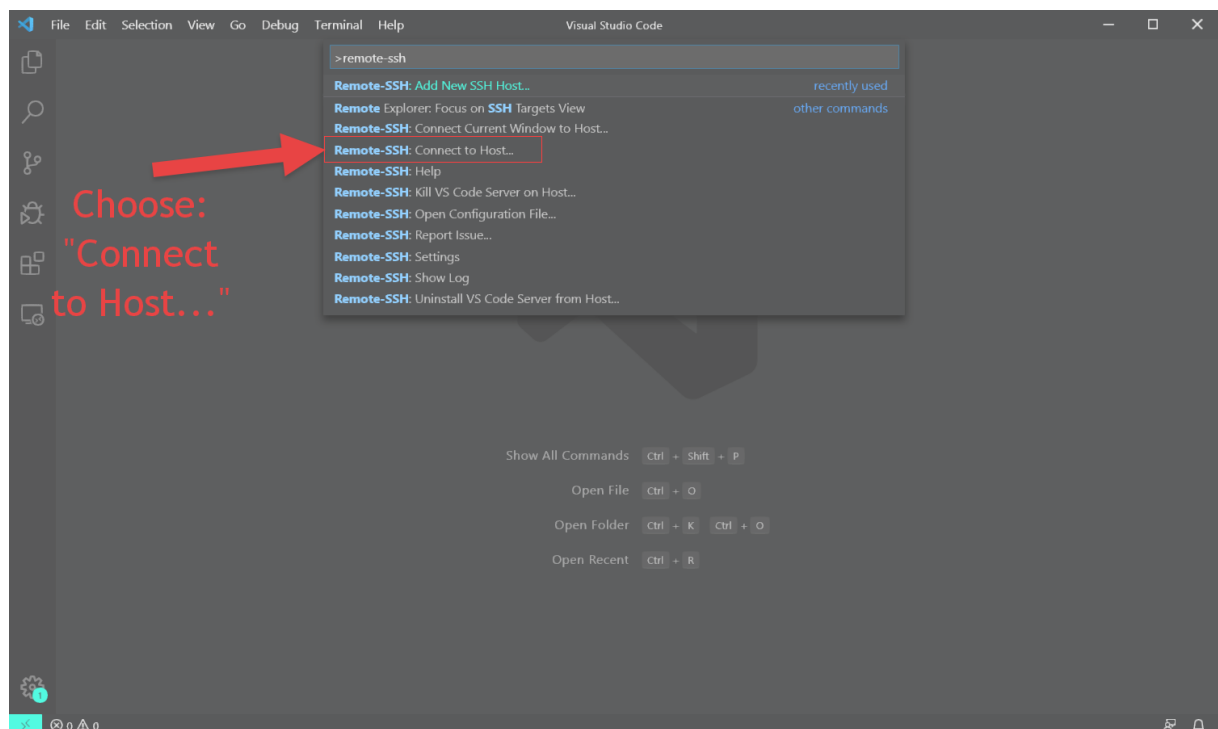 File Edit Selection View Go Debug Terminal Help Visual Studio Code
>remote-ssh
Remote-SSH: Add New SSH Host... recently used
Remote Explorer: Focus on SSH Targets View other commands
Remote-SSH: Connect Current Window to Host...
Remote-SSH: Connect to Host...
Remote-SSH: Help
Remote-SSH: Kill VS Code Server on Host...
Remote-SSH: Open Configuration File...
Remote-SSH: Report Issue...
Remote-SSH: Settings
Remote-SSH: Show Log
Remote-SSH: Uninstall VS Code Server from Host...
Choose:
"Connect
to Host..."
Show All Commands Ctrl + Shift + P
Open File Ctrl + O
Open Folder Ctrl + K Ctrl + O
Open Recent Ctrl + R
1
0 0